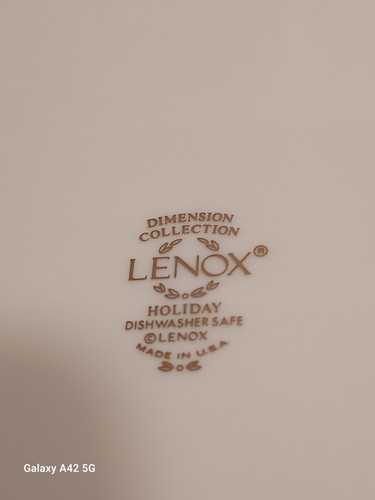 DIMENSION
COLLECTION
LENOX®
HOLIDAY
DISHWASHER SAFE
©LENOX
MADE IN U.S.A.
Galaxy A42 5G